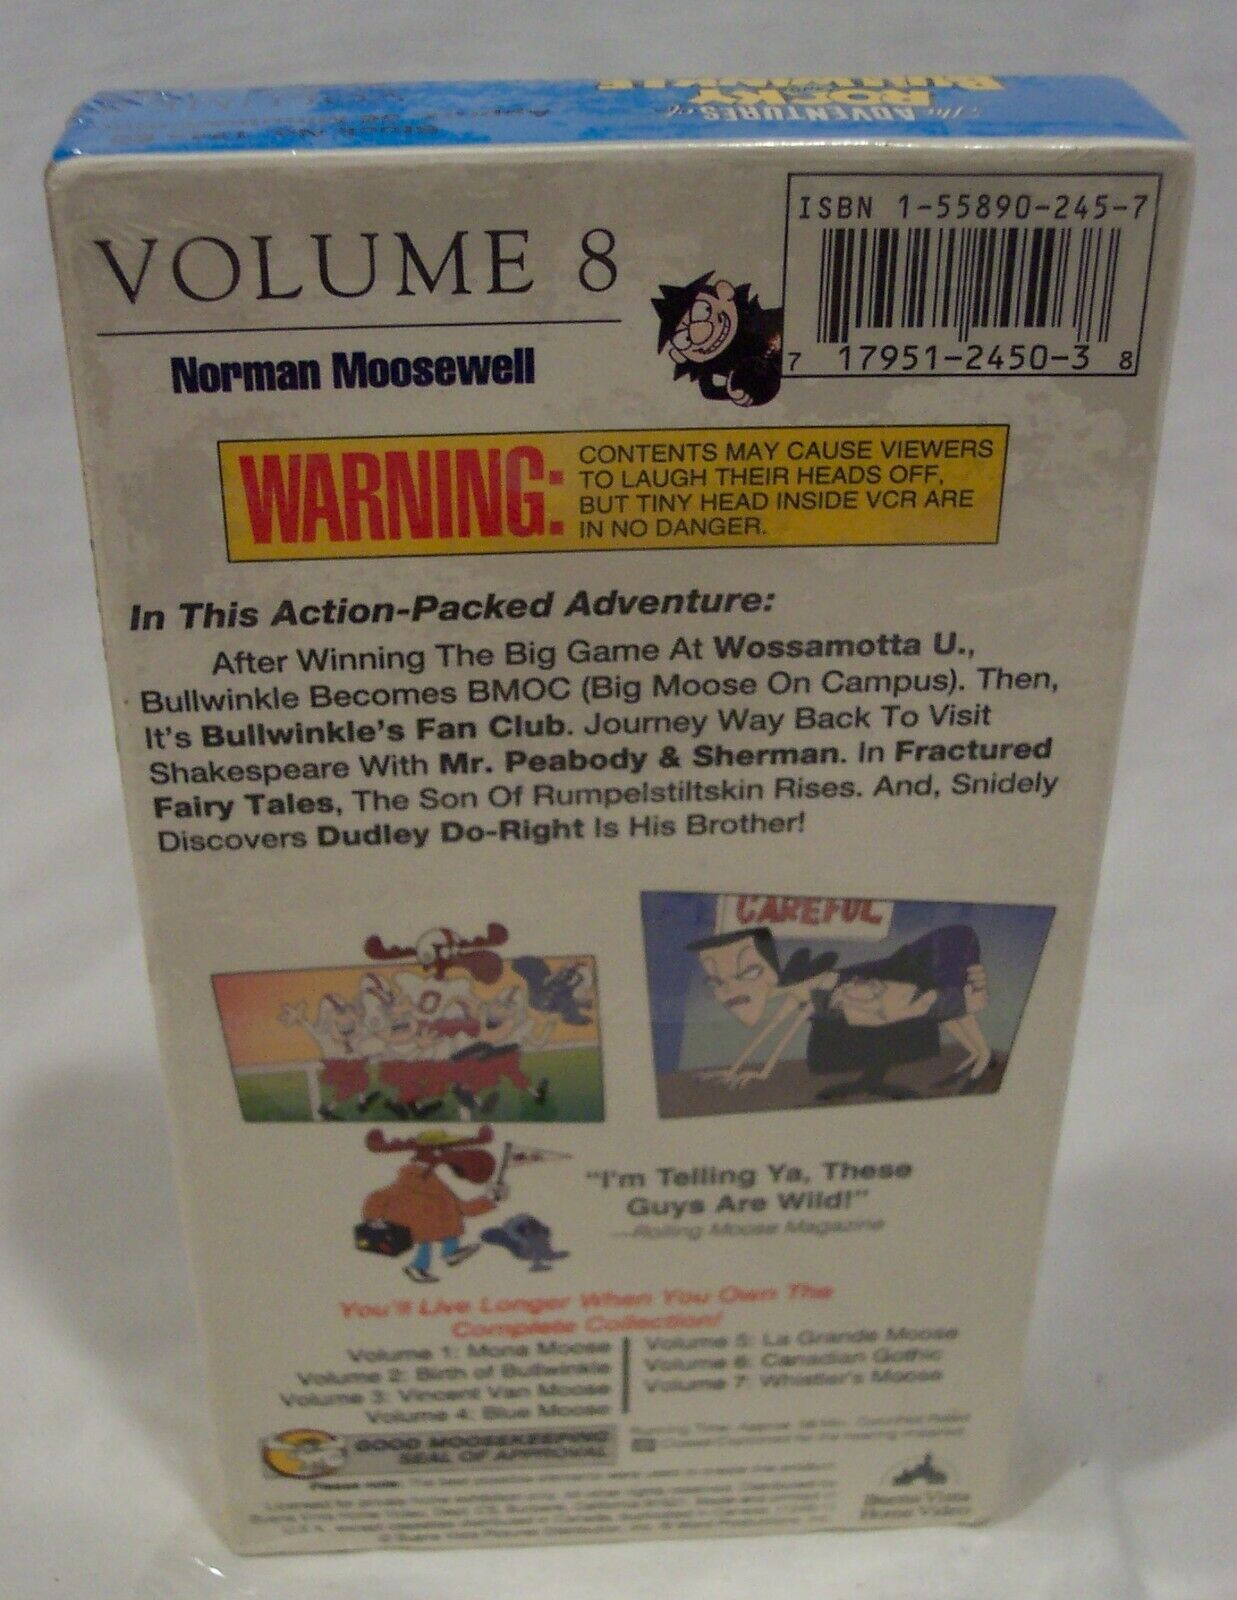 The ADVENTURES of
ROCKY
BULLWINKLE
VOLUME 8
Norman Moosewell
ISBN 1-55890-245-7
7 17951-2450-3 8
WARNING:
CONTENTS MAY CAUSE VIEWERS
TO LAUGH THEIR HEADS OFF,
BUT TINY HEAD INSIDE VCR ARE
IN NO DANGER.
In This Action-Packed Adventure:
After Winning The Big Game At Wossamotta U.,
Bullwinkle Becomes BMOC (Big Moose On Campus). Then,
It's Bullwinkle's Fan Club. Journey Way Back To Visit
Shakespeare With Mr. Peabody & Sherman. In Fractured
Fairy Tales, The Son Of Rumpelstiltskin Rises. And, Snidely
Discovers Dudley Do-Right Is His Brother!
CAREFUL
"I'm Telling Ya, These
Guys Are Wild!"
—Rolling Moose Magazine
You'll Live Longer When You Own The
Complete Collection!
Volume 1: Mona Moose
Volume 2: Birth of Bullwinkle
Volume 3: Vincent Van Moose
Volume 4: Blue Moose
Volume 5: La Grande Moose
Volume 6: Canadian Gothic
Volume 7: Whistler's Moose
GOOD MOOSEKEEPING
SEAL OF APPROVAL
Buena Vista
Home Video